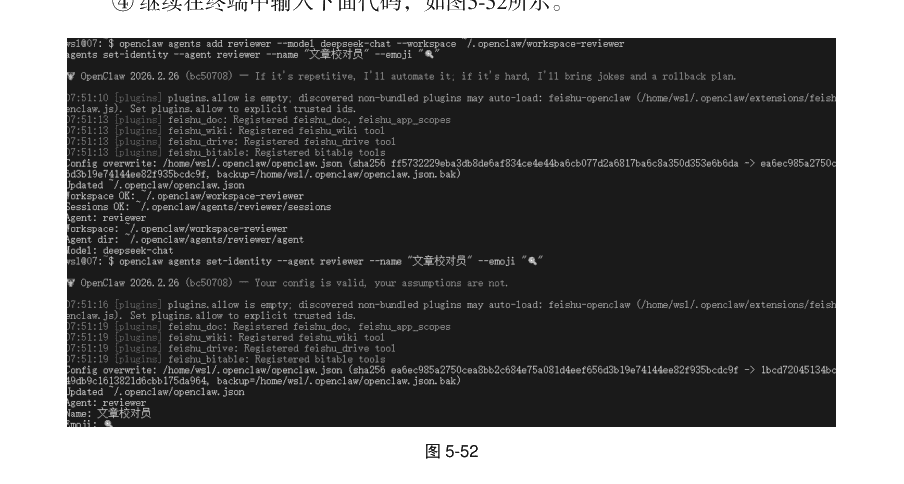 ④ 继续在终端中输入下面代码，如图5-52所示。
wsl@07:~$ openclaw agents add reviewer --model deepseek-chat --workspace ~/.openclaw/workspace-reviewer
agents set-identity --agent reviewer --name "文章校对员" --emoji "🔍"
OpenClaw 2026.2.26 (bc50708) — If it's repetitive, I'll automate it; if it's hard, I'll bring jokes and a rollback plan.
07:51:10 [plugins] plugins.allow is empty; discovered non-bundled plugins may auto-load: feishu-openclaw (/home/wsl/.openclaw/extensions/feish
enclaw.js). Set plugins.allow to explicit trusted ids.
07:51:13 [plugins] feishu_doc: Registered feishu_doc, feishu_app_scopes
07:51:13 [plugins] feishu_wiki: Registered feishu_wiki tool
07:51:13 [plugins] feishu_drive: Registered feishu_drive tool
07:51:13 [plugins] feishu_bitable: Registered bitable tools
Config overwrite: /home/wsl/.openclaw/openclaw.json (sha256 ff5732229eba3db8de6af834ce4e44ba6cb077d2a6817ba6c8a350d353e6b6da -> ea6ec985a2750c
6d3b19e74144ee82f935bcdc9f, backup=/home/wsl/.openclaw/openclaw.json.bak)
Updated ~/.openclaw/openclaw.json
Workspace OK: ~/.openclaw/workspace-reviewer
Sessions OK: ~/.openclaw/agents/reviewer/sessions
Agent: reviewer
Workspace: ~/.openclaw/workspace-reviewer
Agent dir: ~/.openclaw/agents/reviewer/agent
Model: deepseek-chat
wsl@07:~$ openclaw agents set-identity --agent reviewer --name "文章校对员" --emoji "🔍"
OpenClaw 2026.2.26 (bc50708) — Your config is valid, your assumptions are not.
07:51:16 [plugins] plugins.allow is empty; discovered non-bundled plugins may auto-load: feishu-openclaw (/home/wsl/.openclaw/extensions/feish
enclaw.js). Set plugins.allow to explicit trusted ids.
07:51:19 [plugins] feishu_doc: Registered feishu_doc, feishu_app_scopes
07:51:19 [plugins] feishu_wiki: Registered feishu_wiki tool
07:51:19 [plugins] feishu_drive: Registered feishu_drive tool
07:51:19 [plugins] feishu_bitable: Registered bitable tools
Config overwrite: /home/wsl/.openclaw/openclaw.json (sha256 ea6ec985a2750cea8bb2c684e75a081d4eef656d3b19e74144ee82f935bcdc9f -> 1bcd72045134bc
49db9c1613821d6cbb175da964, backup=/home/wsl/.openclaw/openclaw.json.bak)
Updated ~/.openclaw/openclaw.json
Agent: reviewer
Name: 文章校对员
Emoji: 🔍
图 5-52